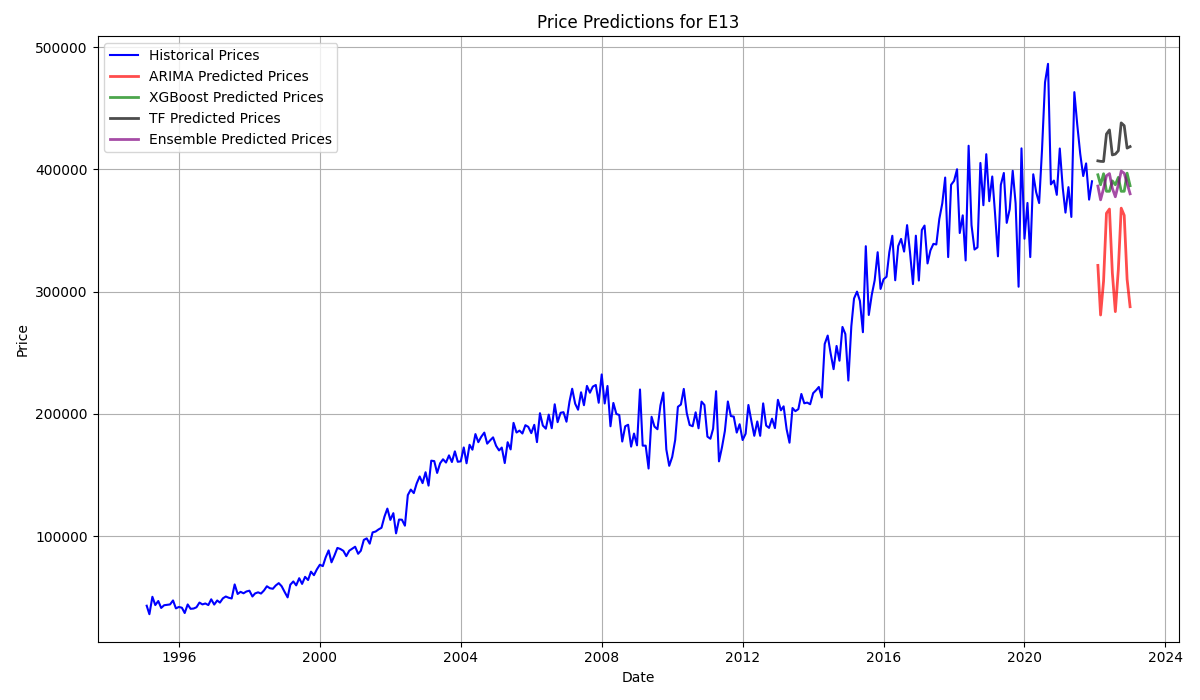 Price Predictions for E13
Historical Prices
ARIMA Predicted Prices
XGBoost Predicted Prices
TF Predicted Prices
Ensemble Predicted Prices
500000
400000
300000
200000
100000
Price
1996
2000
2004
2008
2012
2016
2020
2024
Date